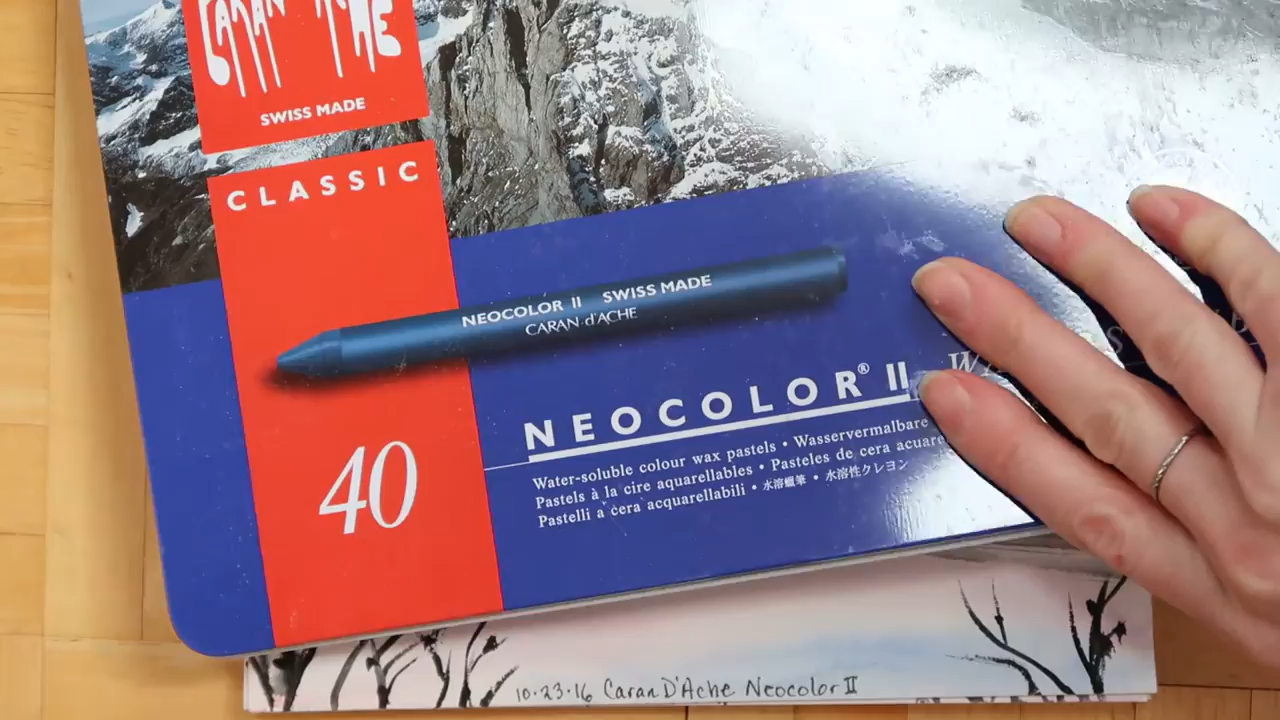 CARAN d'ACHE
SWISS MADE
CLASSIC
NEOCOLOR II SWISS MADE
CARAN d'ACHE
40
NEOCOLOR® II
Water-soluble colour wax pastels • Wasservermalbare
Pastels à la cire aquarellables • Pasteles de cera
Pastelli a cera acquarellabili • 水溶蠟筆 • 水溶性クレヨン
10·23·16 Caran D'Ache Neocolor II